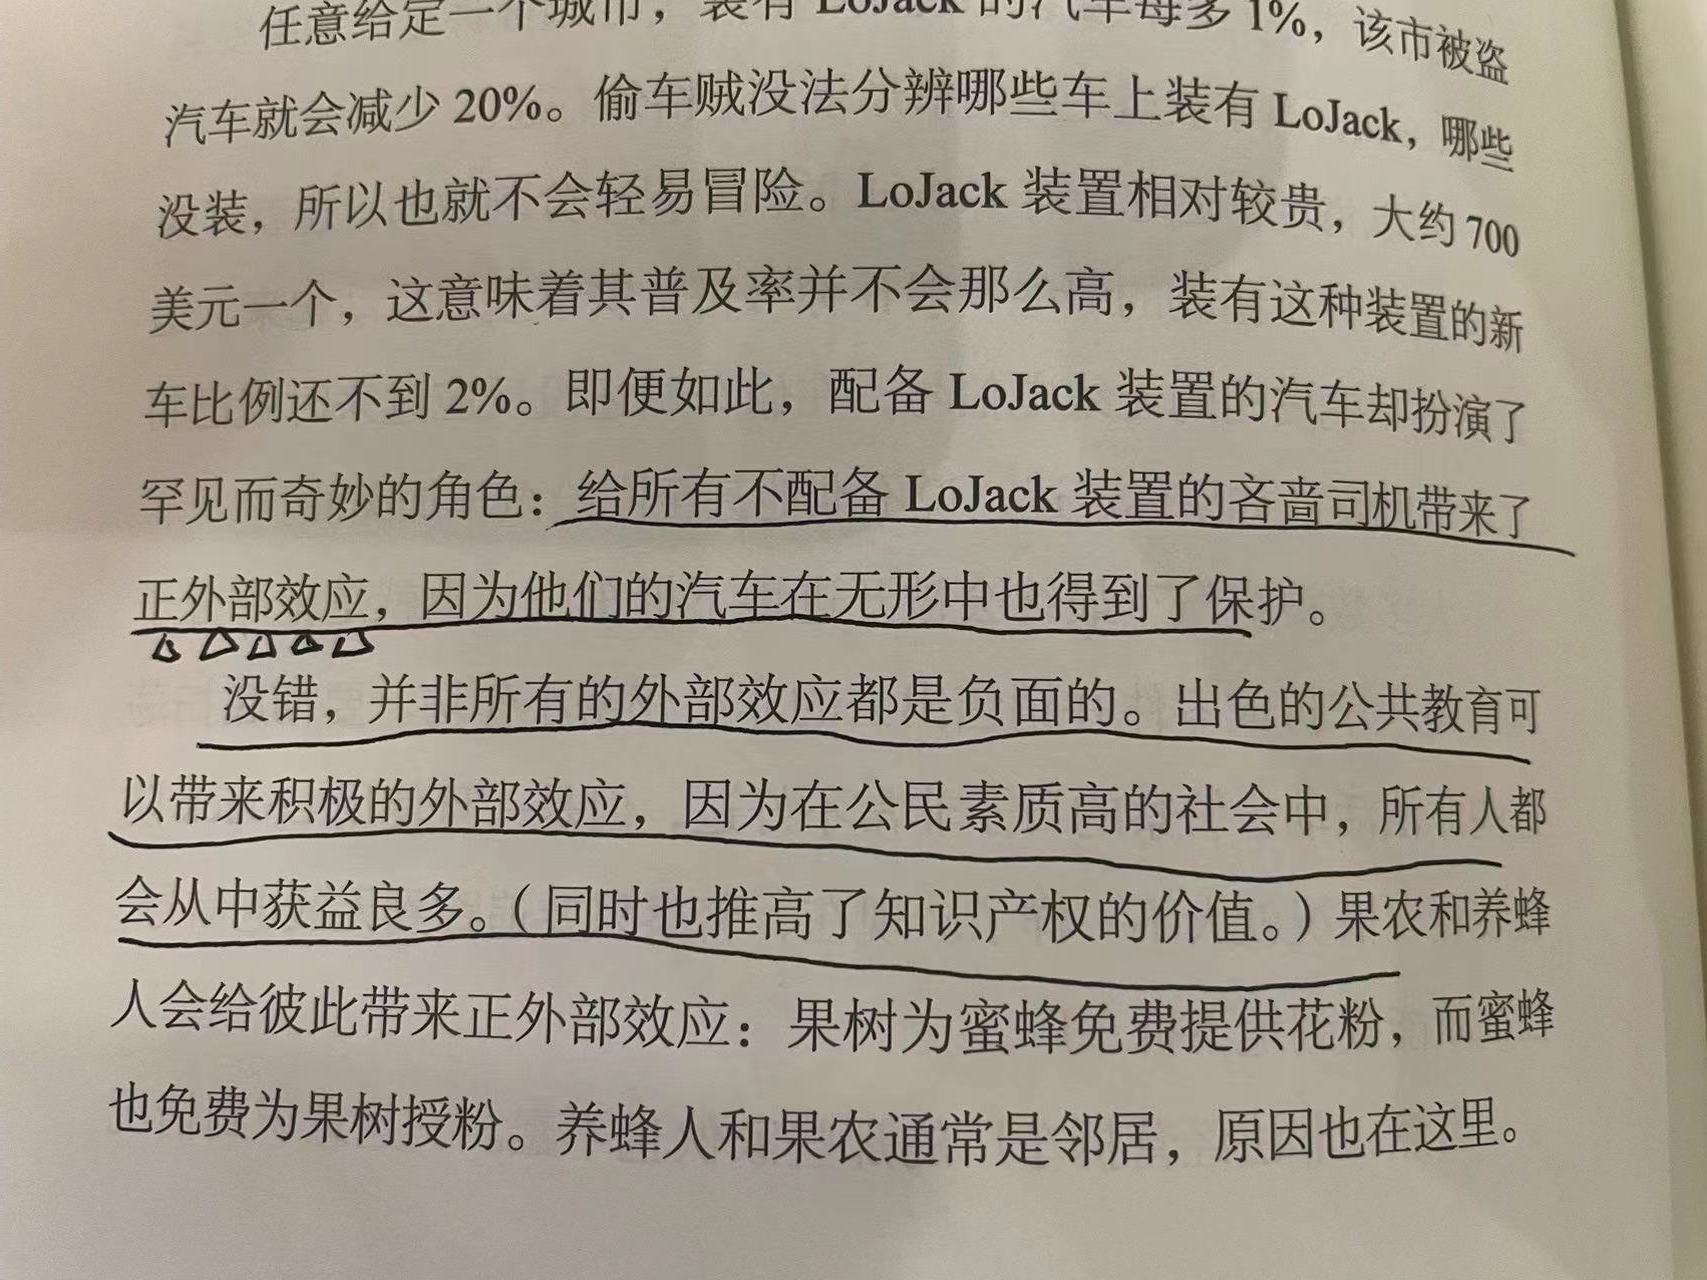 任意给定一个城市，装有 LoJack 的汽车每多 1%，该市被盗
汽车就会减少 20%。偷车贼没法分辨哪些车上装有 LoJack，哪些
没装，所以也就不会轻易冒险。LoJack 装置相对较贵，大约 700
美元一个，这意味着其普及率并不会那么高，装有这种装置的新
车比例还不到 2%。即便如此，配备 LoJack 装置的汽车却扮演了
罕见而奇妙的角色：给所有不配备 LoJack 装置的吝啬司机带来了
正外部效应，因为他们的汽车在无形中也得到了保护。
没错，并非所有的外部效应都是负面的。出色的公共教育可
以带来积极的外部效应，因为在公民素质高的社会中，所有人都
会从中获益良多。（同时也推高了知识产权的价值。）果农和养蜂
人会给彼此带来正外部效应：果树为蜜蜂免费提供花粉，而蜜蜂
也免费为果树授粉。养蜂人和果农通常是邻居，原因也在这里。